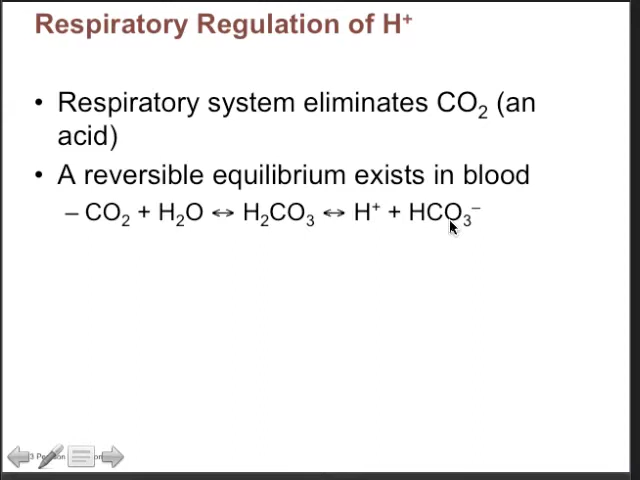 Respiratory Regulation of H⁺
• Respiratory system eliminates CO₂ (an
acid)
• A reversible equilibrium exists in blood
– CO₂ + H₂O ↔ H₂CO₃ ↔ H⁺ + HCO₃⁻